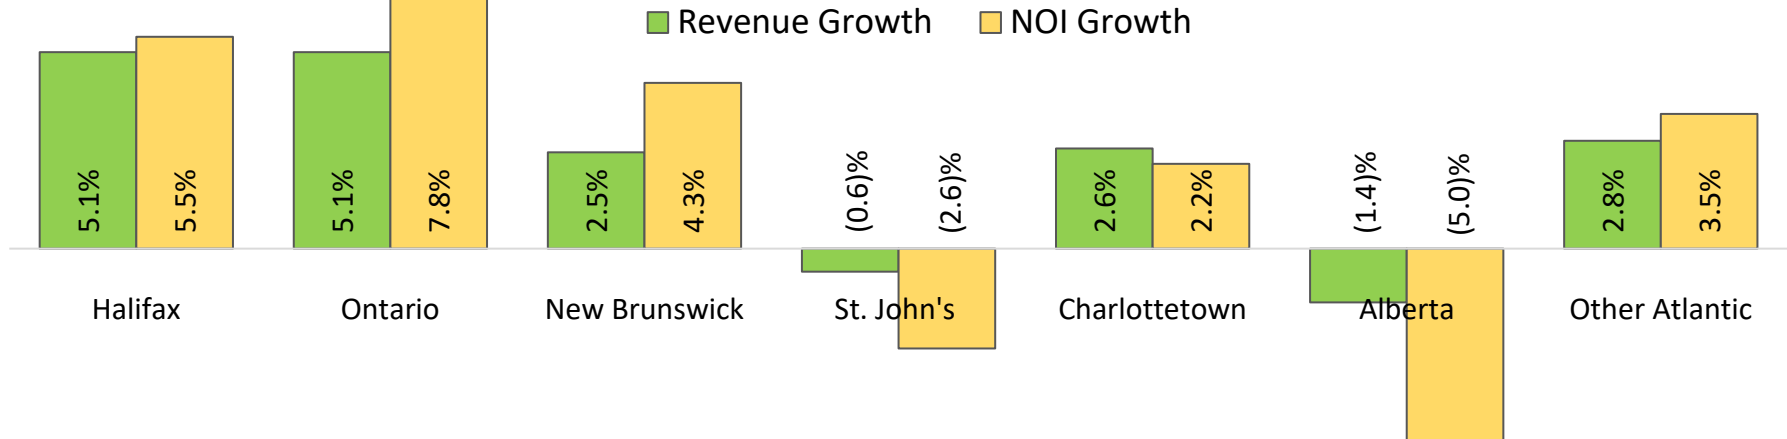 Revenue Growth NOI Growth
5.1% 5.5% 5.1% 7.8% 2.5% 4.3% (0.6)% (2.6)% 2.6% 2.2% (1.4)% (5.0)% 2.8% 3.5%
Halifax Ontario New Brunswick St. John's Charlottetown Alberta Other Atlantic